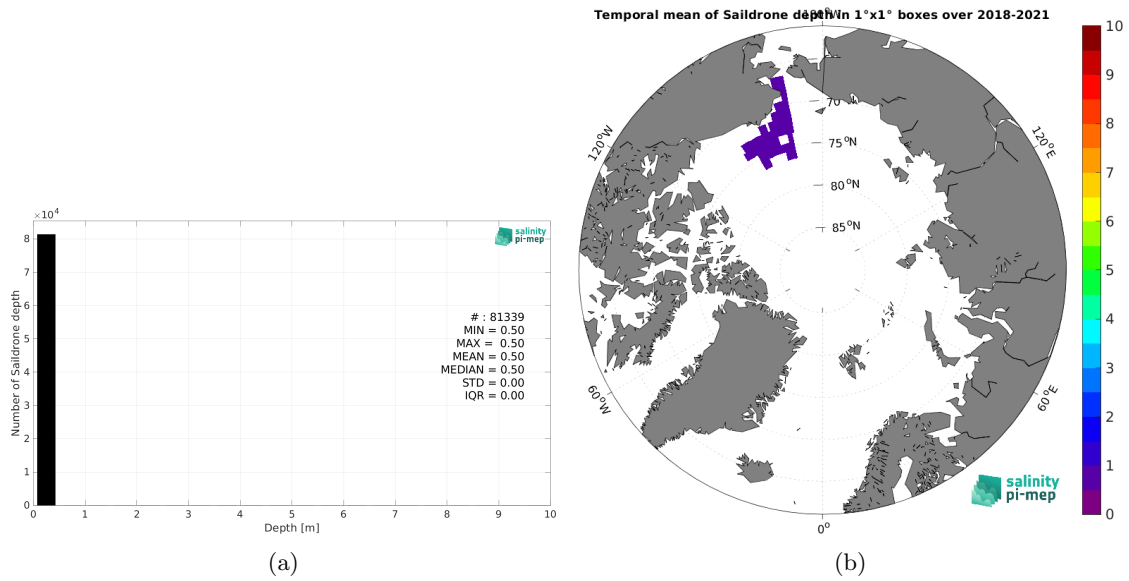 Temporal mean of Saildrone depth in 1°x1° boxes over 2018-2021
×10⁴
8
7
6
5
4
3
2
1
0
Number of Saildrone depth
0 1 2 3 4 5 6 7 8 9 10
Depth [m]
salinity
pi-mep
# : 81339
MIN = 0.50
MAX = 0.50
MEAN = 0.50
MEDIAN = 0.50
STD = 0.00
IQR = 0.00
(a)
180°W
120°W
120°E
70°N
75°N
80°N
85°N
60°W
60°E
0°
salinity
pi-mep
10
9
8
7
6
5
4
3
2
1
0
(b)